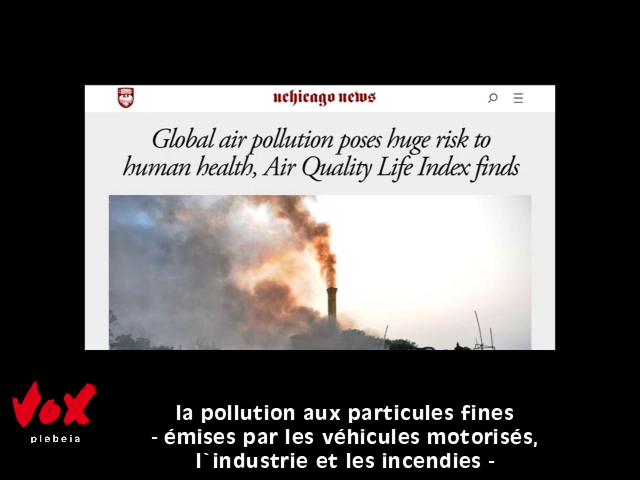 uchicago news
Global air pollution poses huge risk to
human health, Air Quality Life Index finds
VOX
plebeia
la pollution aux particules fines
- émises par les véhicules motorisés,
l`industrie et les incendies -